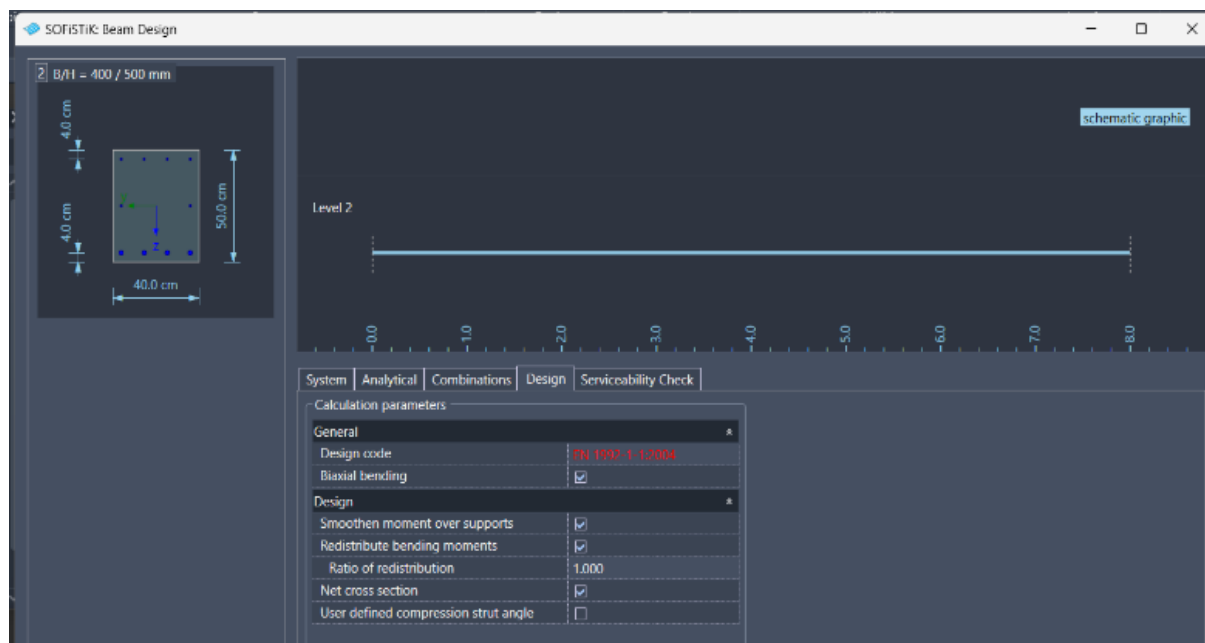 SOFiSTiK: Beam Design
2 B/H = 400 / 500 mm
4.0 cm
50.0 cm
4.0 cm
z
40.0 cm
schematic graphic
Level 2
0.0 1.0 2.0 3.0 4.0 5.0 6.0 7.0 8.0
System Analytical Combinations Design Serviceability Check
Calculation parameters
General
Design code EN 1992-1-1:2004
Biaxial bending
Design
Smoothen moment over supports
Redistribute bending moments
Ratio of redistribution 1.000
Net cross section
User defined compression strut angle